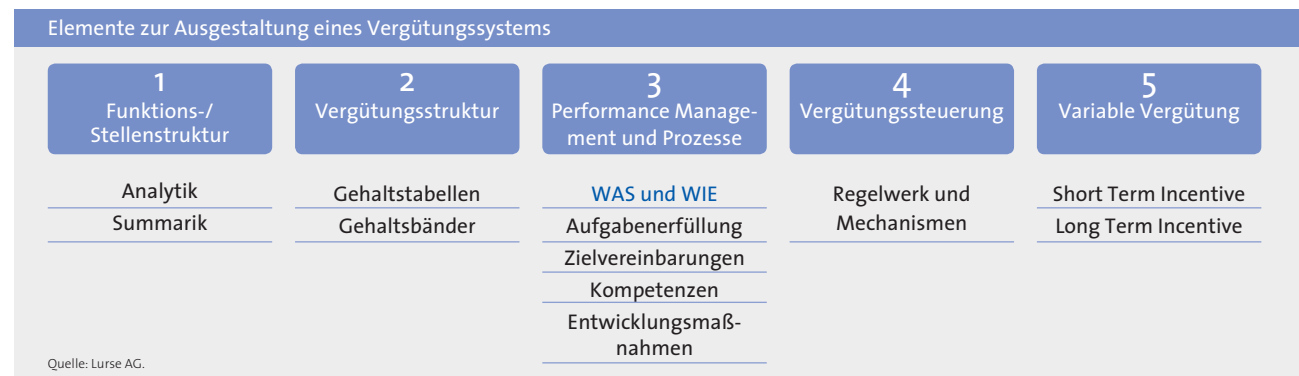 Elemente zur Ausgestaltung eines Vergütungssystems
1
Funktions-/
Stellenstruktur
Analytik
Summarik
2
Vergütungsstruktur
Gehaltstabellen
Gehaltsbänder
3
Performance Manage-
ment und Prozesse
WAS und WIE
Aufgabenerfüllung
Zielvereinbarungen
Kompetenzen
Entwicklungsmaß-
nahmen
4
Vergütungssteuerung
Regelwerk und
Mechanismen
5
Variable Vergütung
Short Term Incentive
Long Term Incentive
Quelle: Lurse AG.